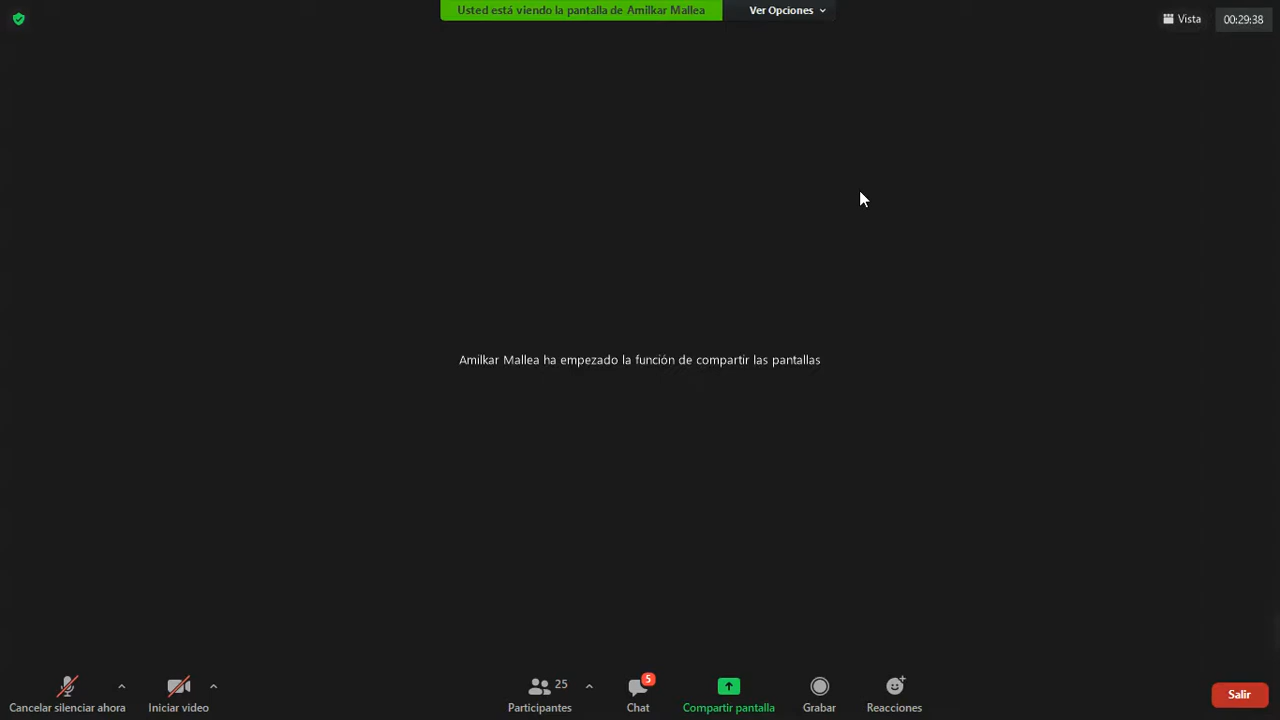 Usted está viendo la pantalla de Amilkar Mallea
Ver Opciones
Vista
00:29:38
Amilkar Mallea ha empezado la función de compartir las pantallas
Cancelar silenciar ahora
Iniciar video
25
Participantes
5
Chat
Compartir pantalla
Grabar
Reacciones
Salir